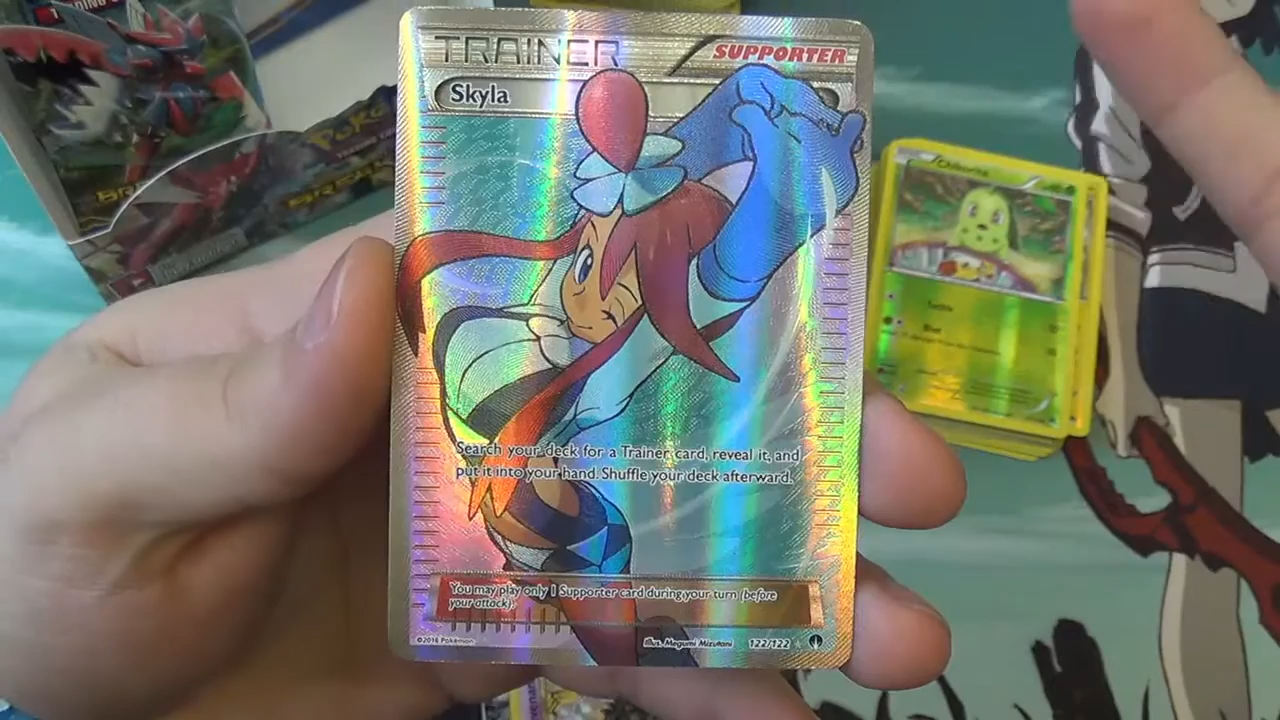 TRAINER
SUPPORTER
Skyla
Search your deck for a Trainer card, reveal it, and
put it into your hand. Shuffle your deck afterward.
You may play only 1 Supporter card during your turn (before
your attack).
©2016 Pokémon
Illus. Megumi Mizutani
122/122
Chikorita